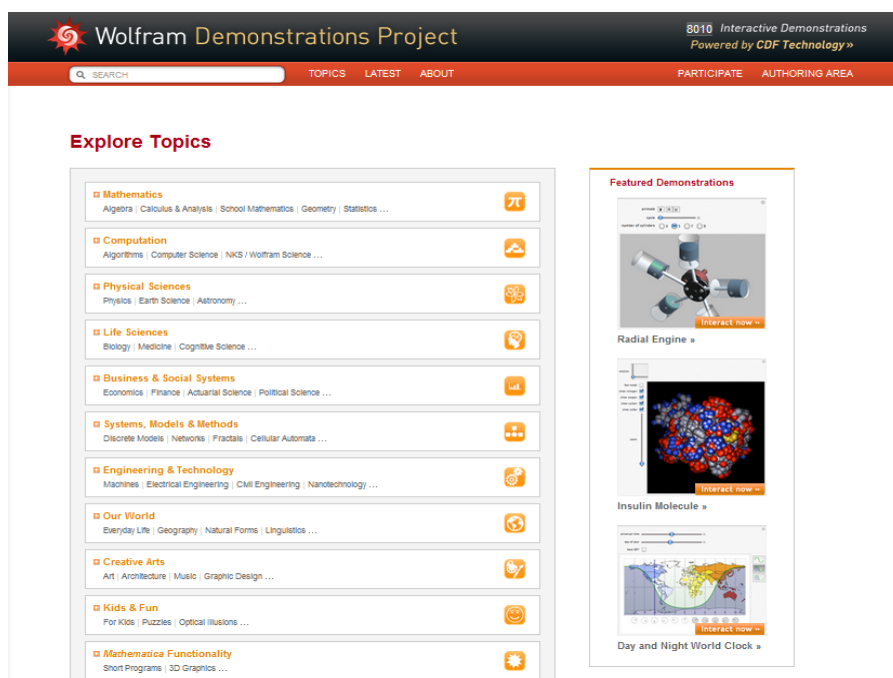 Wolfram Demonstrations Project
8010 Interactive Demonstrations
Powered by CDF Technology »
SEARCH
TOPICS LATEST ABOUT
PARTICIPATE AUTHORING AREA
Explore Topics
Mathematics
Algebra | Calculus & Analysis | School Mathematics | Geometry | Statistics ...
Computation
Algorithms | Computer Science | NKS / Wolfram Science ...
Physical Sciences
Physics | Earth Science | Astronomy ...
Life Sciences
Biology | Medicine | Cognitive Science ...
Business & Social Systems
Economics | Finance | Actuarial Science | Political Science ...
Systems, Models & Methods
Discrete Models | Networks | Fractals | Cellular Automata ...
Engineering & Technology
Machines | Electrical Engineering | Civil Engineering | Nanotechnology ...
Our World
Everyday Life | Geography | Natural Forms | Linguistics ...
Creative Arts
Art | Architecture | Music | Graphic Design ...
Kids & Fun
For Kids | Puzzles | Optical Illusions ...
Mathematica Functionality
Short Programs | 3D Graphics ...
Featured Demonstrations
number of cylinders
Interact now »
Radial Engine »
Interact now »
Insulin Molecule »
Interact now »
Day and Night World Clock »